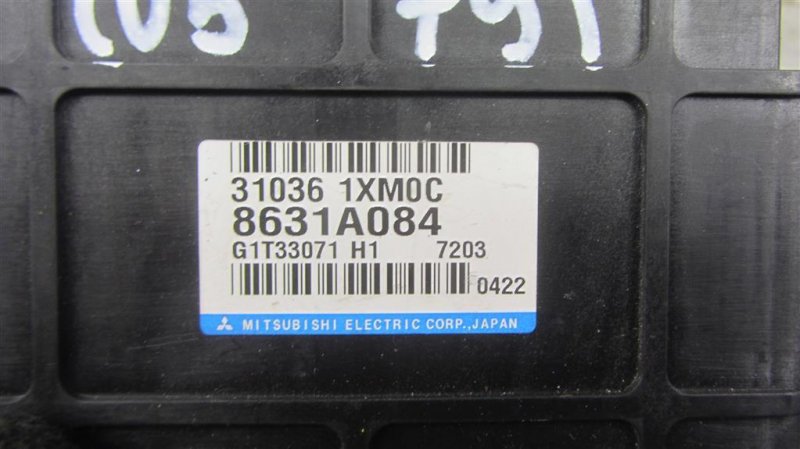 31036 1XM0C
8631A084
G1T33071 H1 7203
0422
MITSUBISHI ELECTRIC CORP.,JAPAN